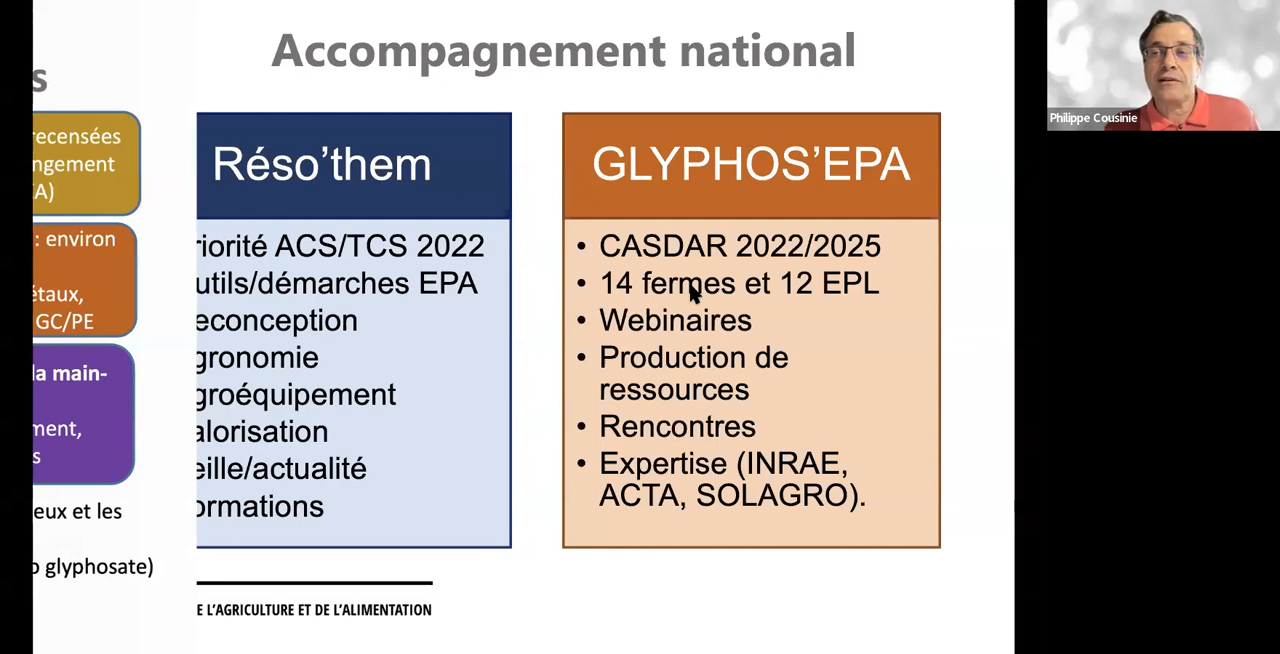 Accompagnement national
s
recensées
ngement
A)
: environ
étaux,
GC/PE
la main-
ment,
s
eux et les
o glyphosate)
Réso’them
riorité ACS/TCS 2022
utils/démarches EPA
econception
gronomie
groéquipement
alorisation
eille/actualité
ormations
GLYPHOS’EPA
• CASDAR 2022/2025
• 14 fermes et 12 EPL
• Webinaires
• Production de
ressources
• Rencontres
• Expertise (INRAE,
ACTA, SOLAGRO).
E L’AGRICULTURE ET DE L’ALIMENTATION
Philippe Cousinie